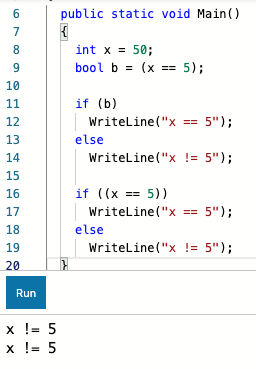 6 public static void Main()
7 {
8 int x = 50;
9 bool b = (x == 5);
10
11 if (b)
12 WriteLine("x == 5");
13 else
14 WriteLine("x != 5");
15
16 if ((x == 5))
17 WriteLine("x == 5");
18 else
19 WriteLine("x != 5");
20 }
Run
x != 5
x != 5